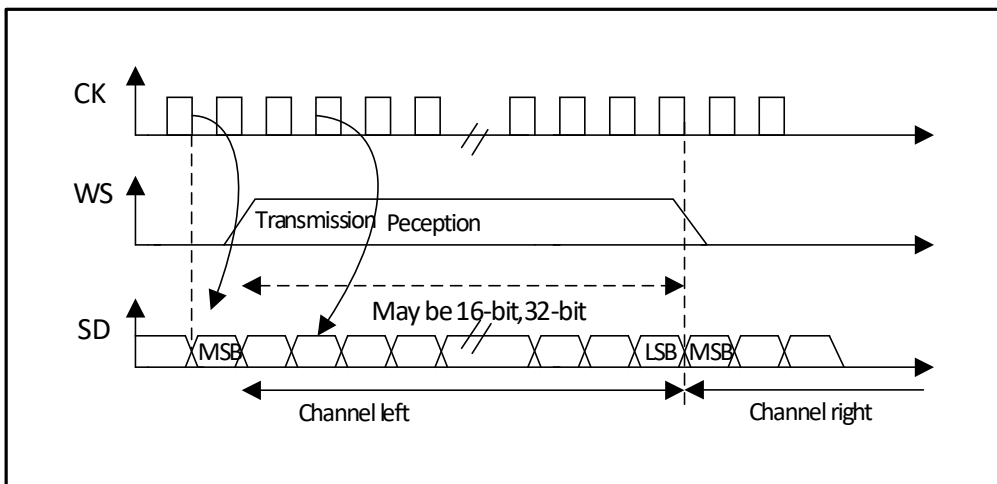 CK
WS
Transmission Peception
May be 16-bit,32-bit
SD
MSB
LSB
MSB
Channel left
Channel right